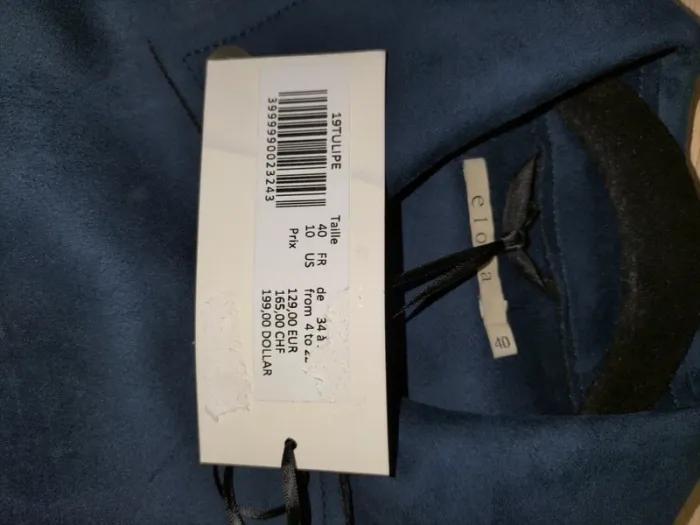 19TULIPE
3999990023243
Taille
40 FR de 34 à
10 US from 4 to
Prix 129,00 EUR
165,00 CHF
199,00 DOLLAR
40